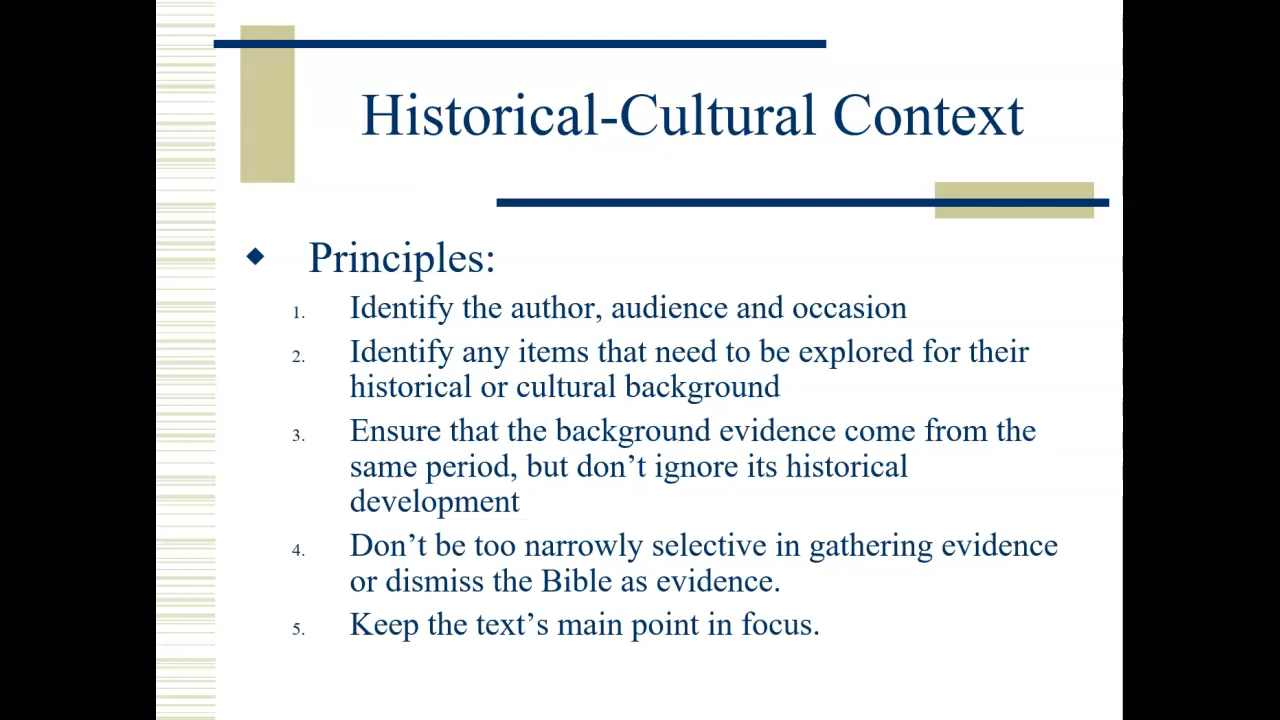 Historical-Cultural Context
◆ Principles:
1. Identify the author, audience and occasion
2. Identify any items that need to be explored for their
historical or cultural background
3. Ensure that the background evidence come from the
same period, but don’t ignore its historical
development
4. Don’t be too narrowly selective in gathering evidence
or dismiss the Bible as evidence.
5. Keep the text’s main point in focus.